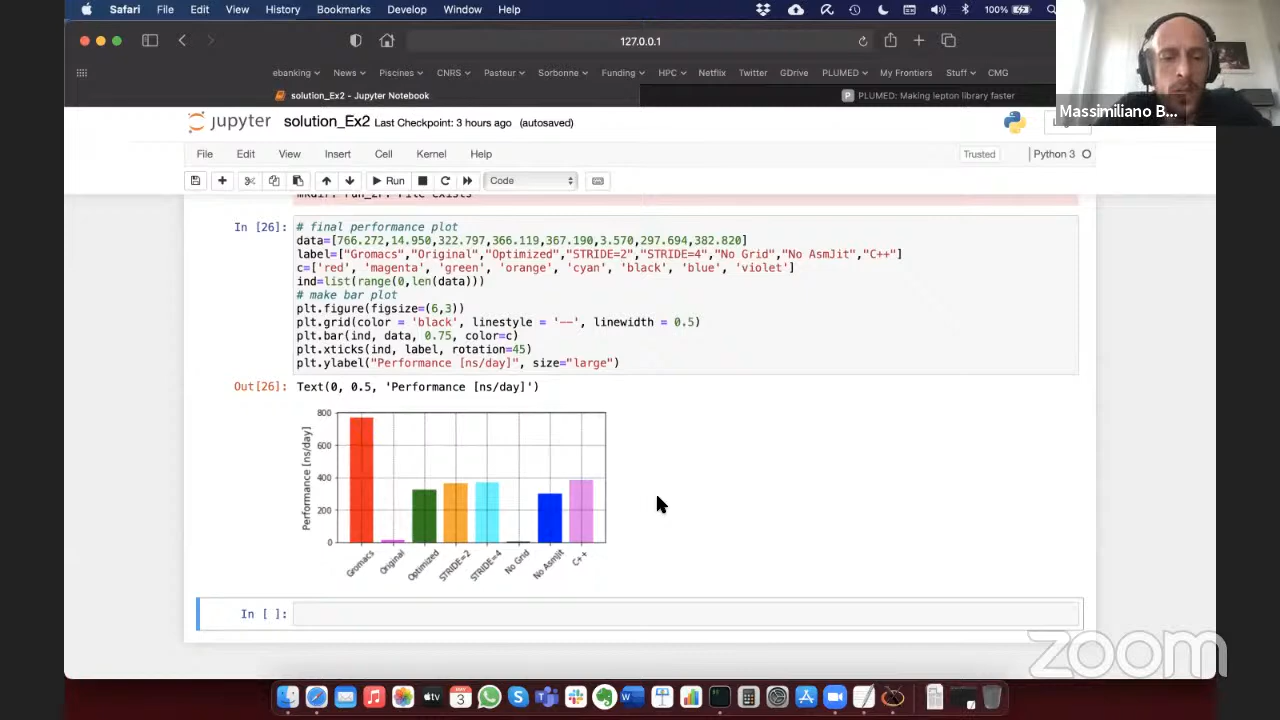 Safari File Edit View History Bookmarks Develop Window Help 100%
127.0.0.1
ebanking News Piscines CNRS Pasteur Sorbonne Funding HPC Netflix Twitter GDrive PLUMED My Frontiers Stuff CMG
solution_Ex2 - Jupyter Notebook
P PLUMED: Making lepton library faster
Massimiliano B...
jupyter solution_Ex2 Last Checkpoint: 3 hours ago (autosaved)
File Edit View Insert Cell Kernel Help Trusted Python 3
Run Code
mkdir: run_2r: File exists
In [26]: # final performance plot
data=[766.272,14.950,322.797,366.119,367.190,3.570,297.694,382.820]
label=["Gromacs","Original","Optimized","STRIDE=2","STRIDE=4","No Grid","No AsmJit","C++"]
c=['red', 'magenta', 'green', 'orange', 'cyan', 'black', 'blue', 'violet']
ind=list(range(0,len(data)))
# make bar plot
plt.figure(figsize=(6,3))
plt.grid(color = 'black', linestyle = '--', linewidth = 0.5)
plt.bar(ind, data, 0.75, color=c)
plt.xticks(ind, label, rotation=45)
plt.ylabel("Performance [ns/day]", size="large")
Out[26]: Text(0, 0.5, 'Performance [ns/day]')
Performance [ns/day]
800
600
400
200
0
Gromacs Original Optimized STRIDE=2 STRIDE=4 No Grid No AsmJit C++
In [ ]:
zoom
MAY
3
tv